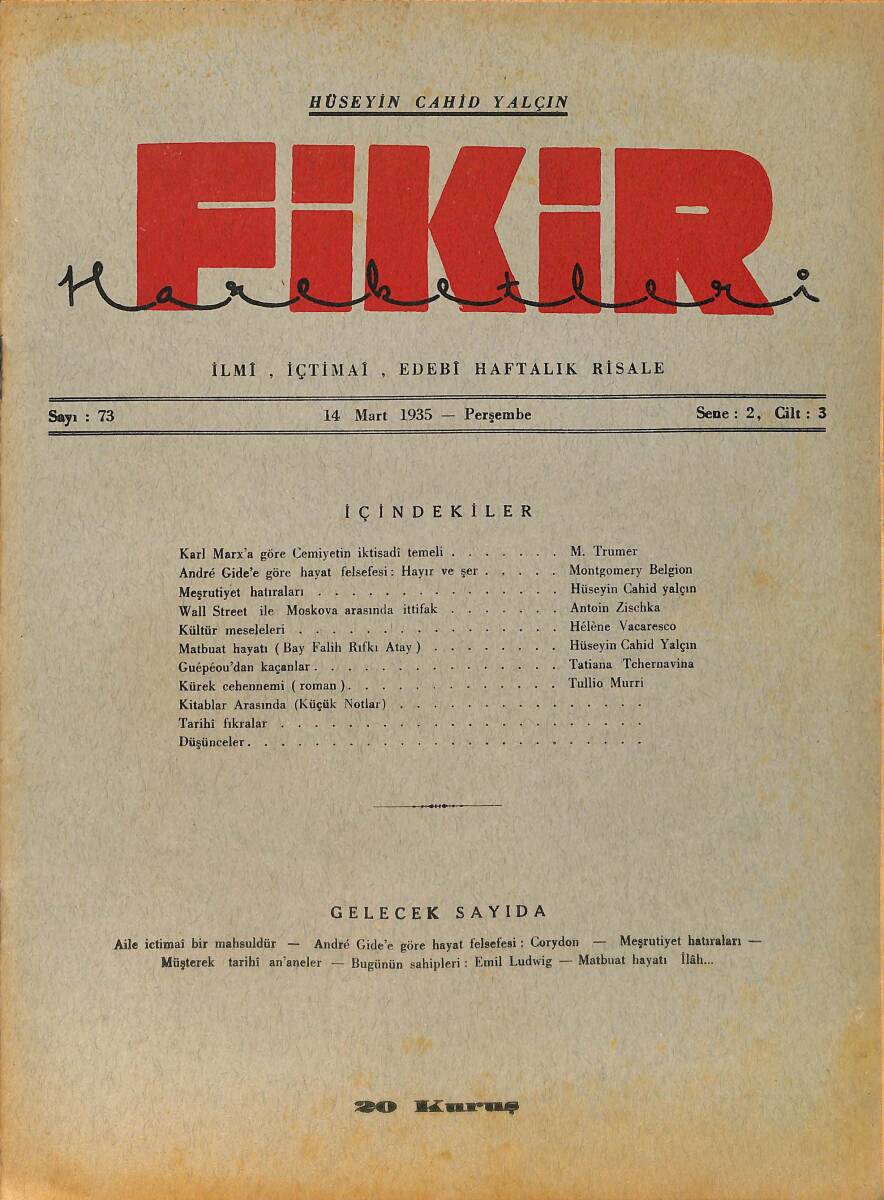 HÜSEYİN CAHİD YALÇIN
FİKİR
Hareketleri
İLMÎ , İÇTİMAÎ , EDEBÎ HAFTALIK RİSALE
Sayı : 73 14 Mart 1935 — Perşembe Sene : 2, Cilt : 3
İÇİNDEKİLER
Karl Marx'a göre Cemiyetin iktisadî temeli . . . . . . . M. Trumer
André Gide'e göre hayat felsefesi : Hayır ve şer . . . . . Montgomery Belgion
Meşrutiyet hatıraları . . . . . . . . . . . . . . . Hüseyin Cahid yalçın
Wall Street ile Moskova arasında ittifak . . . . . . . Antoin Zischka
Kültür meseleleri . . . . . . . . . . . . . . . . Hélène Vacaresco
Matbuat hayatı ( Bay Falih Rıfkı Atay ) . . . . . . . . Hüseyin Cahid Yalçın
Guépéou'dan kaçanlar . . . . . . . . . . . . . . . Tatiana Tchernavina
Kürek cehennemi ( roman ) . . . . . . . . . . . . . Tullio Murri
Kitablar Arasında (Küçük Notlar) . . . . . . . . . . . . . . .
Tarihî fıkralar . . . . . . . . . . . . . . . . . . . . . .
Düşünceler . . . . . . . . . . . . . . . . . . . . . . . .
GELECEK SAYIDA
Aile ictimaî bir mahsuldür — André Gide'e göre hayat felsefesi : Corydon — Meşrutiyet hatıraları —
Müşterek tarihî an'aneler — Bugünün sahipleri : Emil Ludwig — Matbuat hayatı İlâh...
20 Kuruş